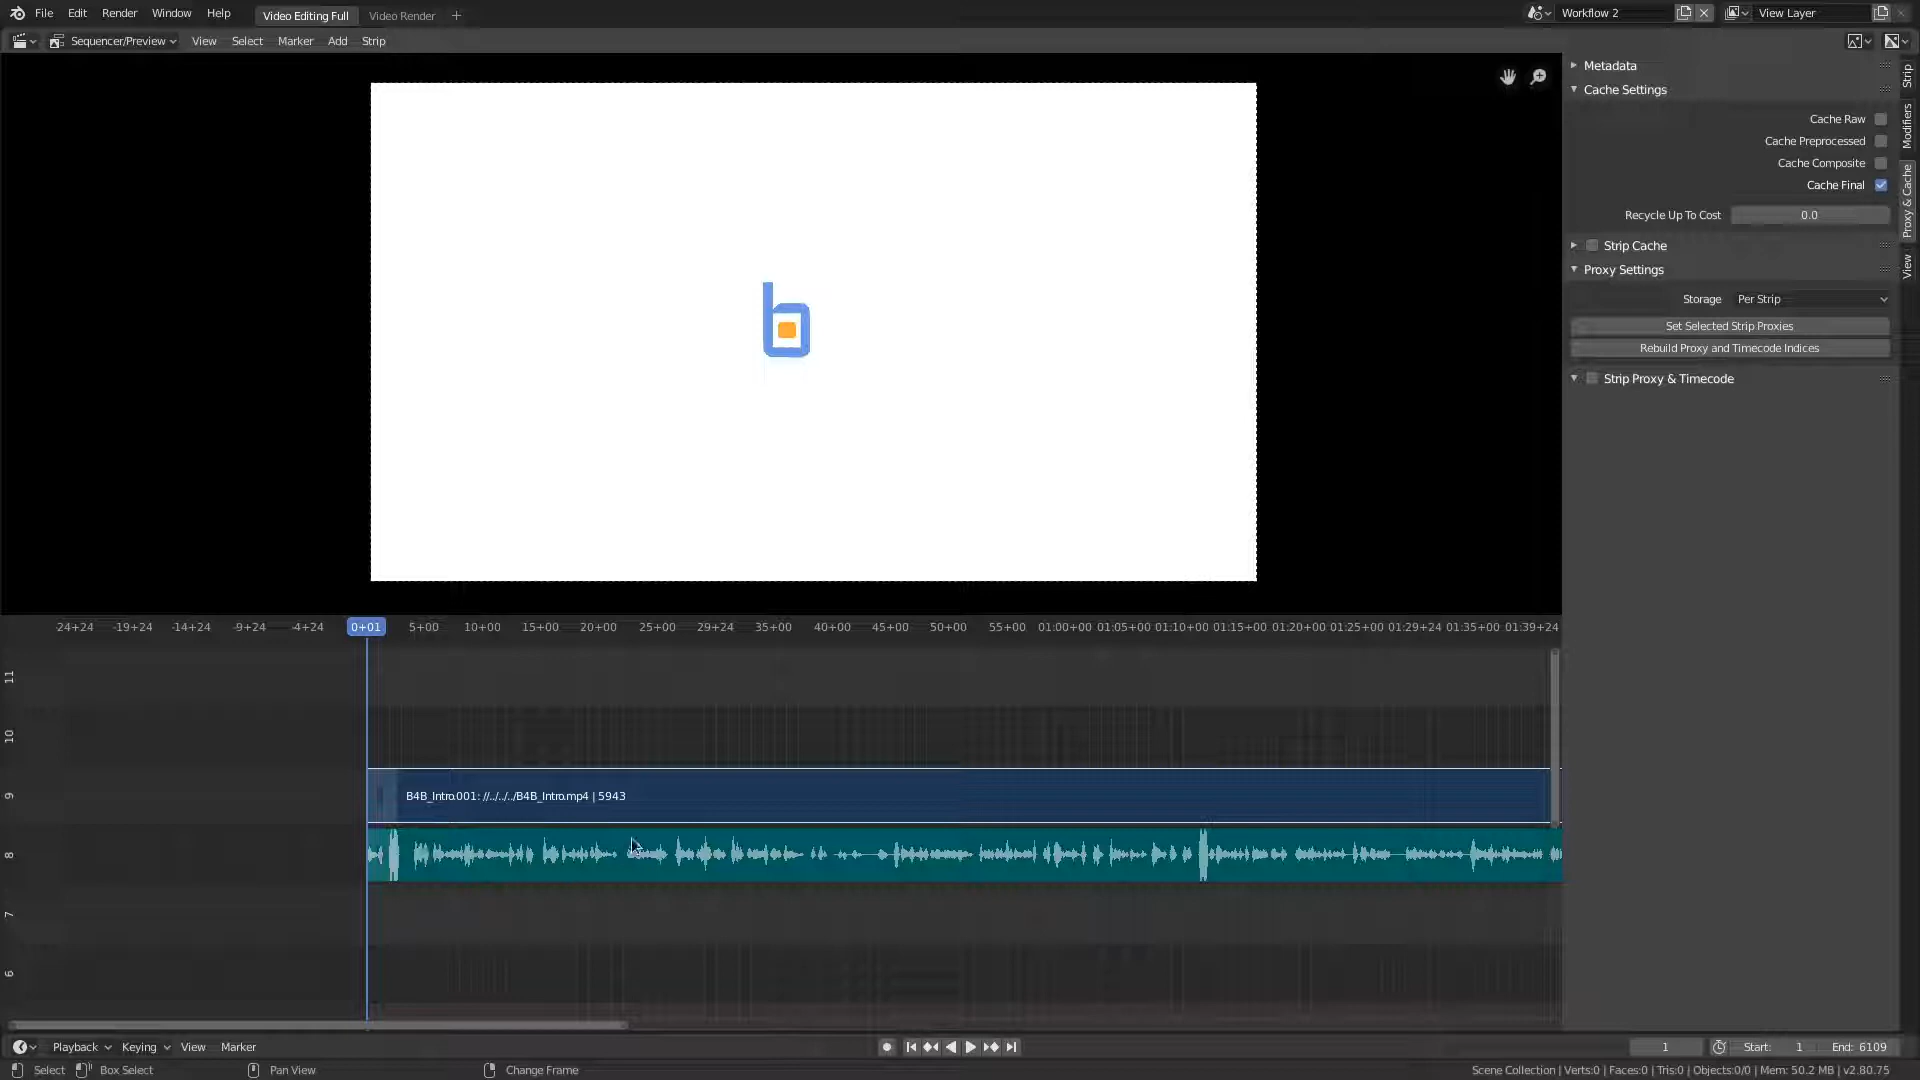 File Edit Render Window Help Video Editing Full Video Render + Workflow 2 View Layer
Sequencer/Preview View Select Marker Add Strip
Metadata
Cache Settings
Cache Raw
Cache Preprocessed
Cache Composite
Cache Final
Recycle Up To Cost 0.0
Strip Cache
Proxy Settings
Storage Per Strip
Set Selected Strip Proxies
Rebuild Proxy and Timecode Indices
Strip Proxy & Timecode
Strip
Modifiers
Proxy & Cache
View
b
24+24 -19+24 -14+24 -9+24 -4+24 0+01 5+00 10+00 15+00 20+00 25+00 29+24 35+00 40+00 45+00 50+00 55+00 01:00+00 01:05+00 01:10+00 01:15+00 01:20+00 01:25+00 01:29+24 01:35+00 01:39+24
11
10
9
B4B_Intro.001: //../../../B4B_Intro.mp4 | 5943
8
7
6
Playback Keying View Marker 1 Start: 1 End: 6109
Select Box Select Pan View Change Frame Scene Collection | Verts:0 | Faces:0 | Tris:0 | Objects:0/0 | Mem: 50.2 MB | v2.80.75